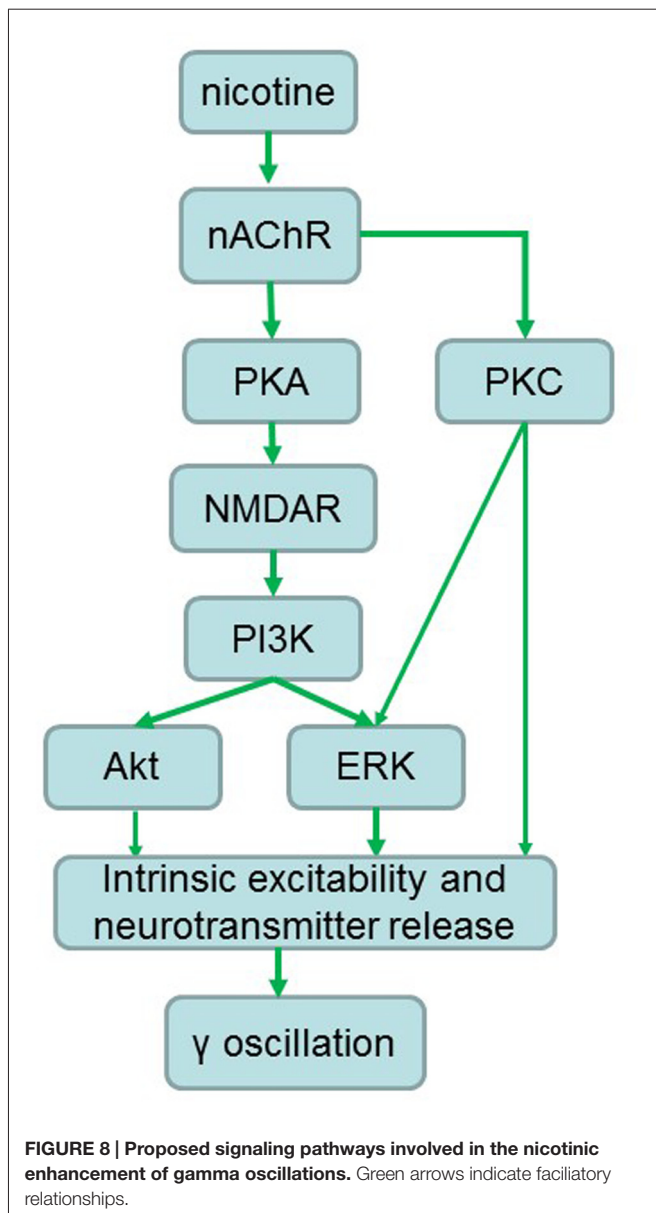 nicotine
nAChR
PKA
PKC
NMDAR
PI3K
Akt
ERK
Intrinsic excitability and
neurotransmitter release
γ oscillation
FIGURE 8 | Proposed signaling pathways involved in the nicotinic
enhancement of gamma oscillations. Green arrows indicate faciliatory
relationships.